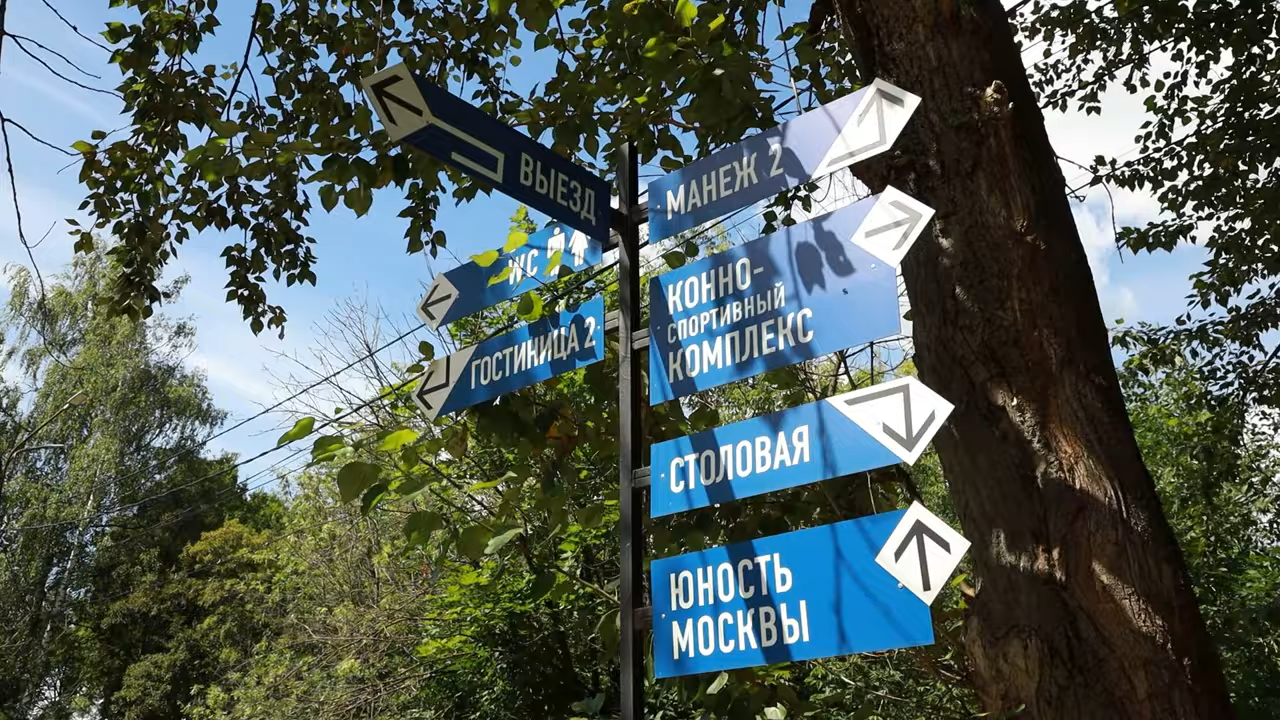 ВЫЕЗД
WC
ГОСТИНИЦА 2
МАНЕЖ 2
КОННО-
СПОРТИВНЫЙ
КОМПЛЕКС
СТОЛОВАЯ
ЮНОСТЬ
МОСКВЫ